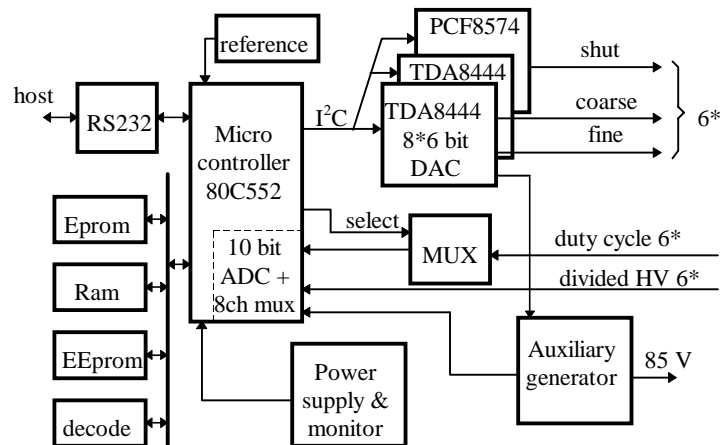 reference
PCF8574
shut
TDA8444
host
RS232
Micro
controller
80C552
I²C
TDA8444
8*6 bit
DAC
coarse
fine
6*
Eprom
select
MUX
duty cycle 6*
10 bit
ADC +
8ch mux
divided HV 6*
Ram
EEprom
Power
supply &
monitor
Auxiliary
generator
85 V
decode